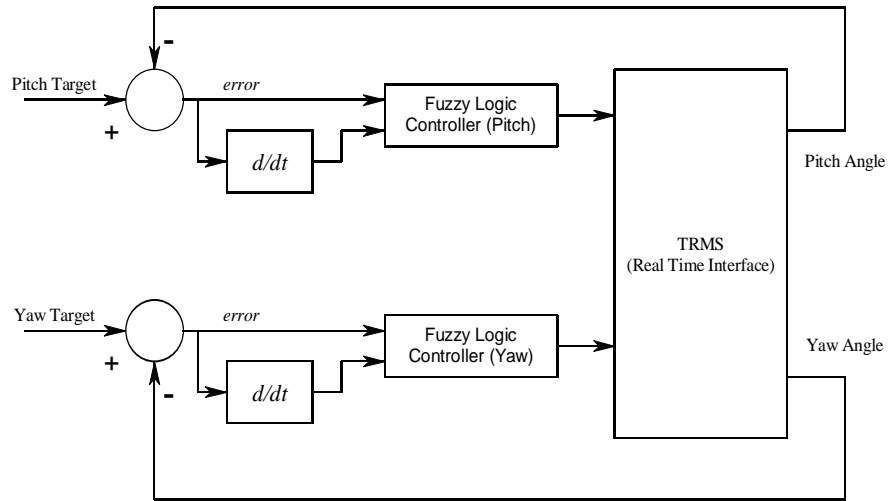 -
Pitch Target
error
+
Fuzzy Logic
Controller (Pitch)
d/dt
Pitch Angle
TRMS
(Real Time Interface)
Yaw Target
error
+
Fuzzy Logic
Controller (Yaw)
Yaw Angle
-
d/dt